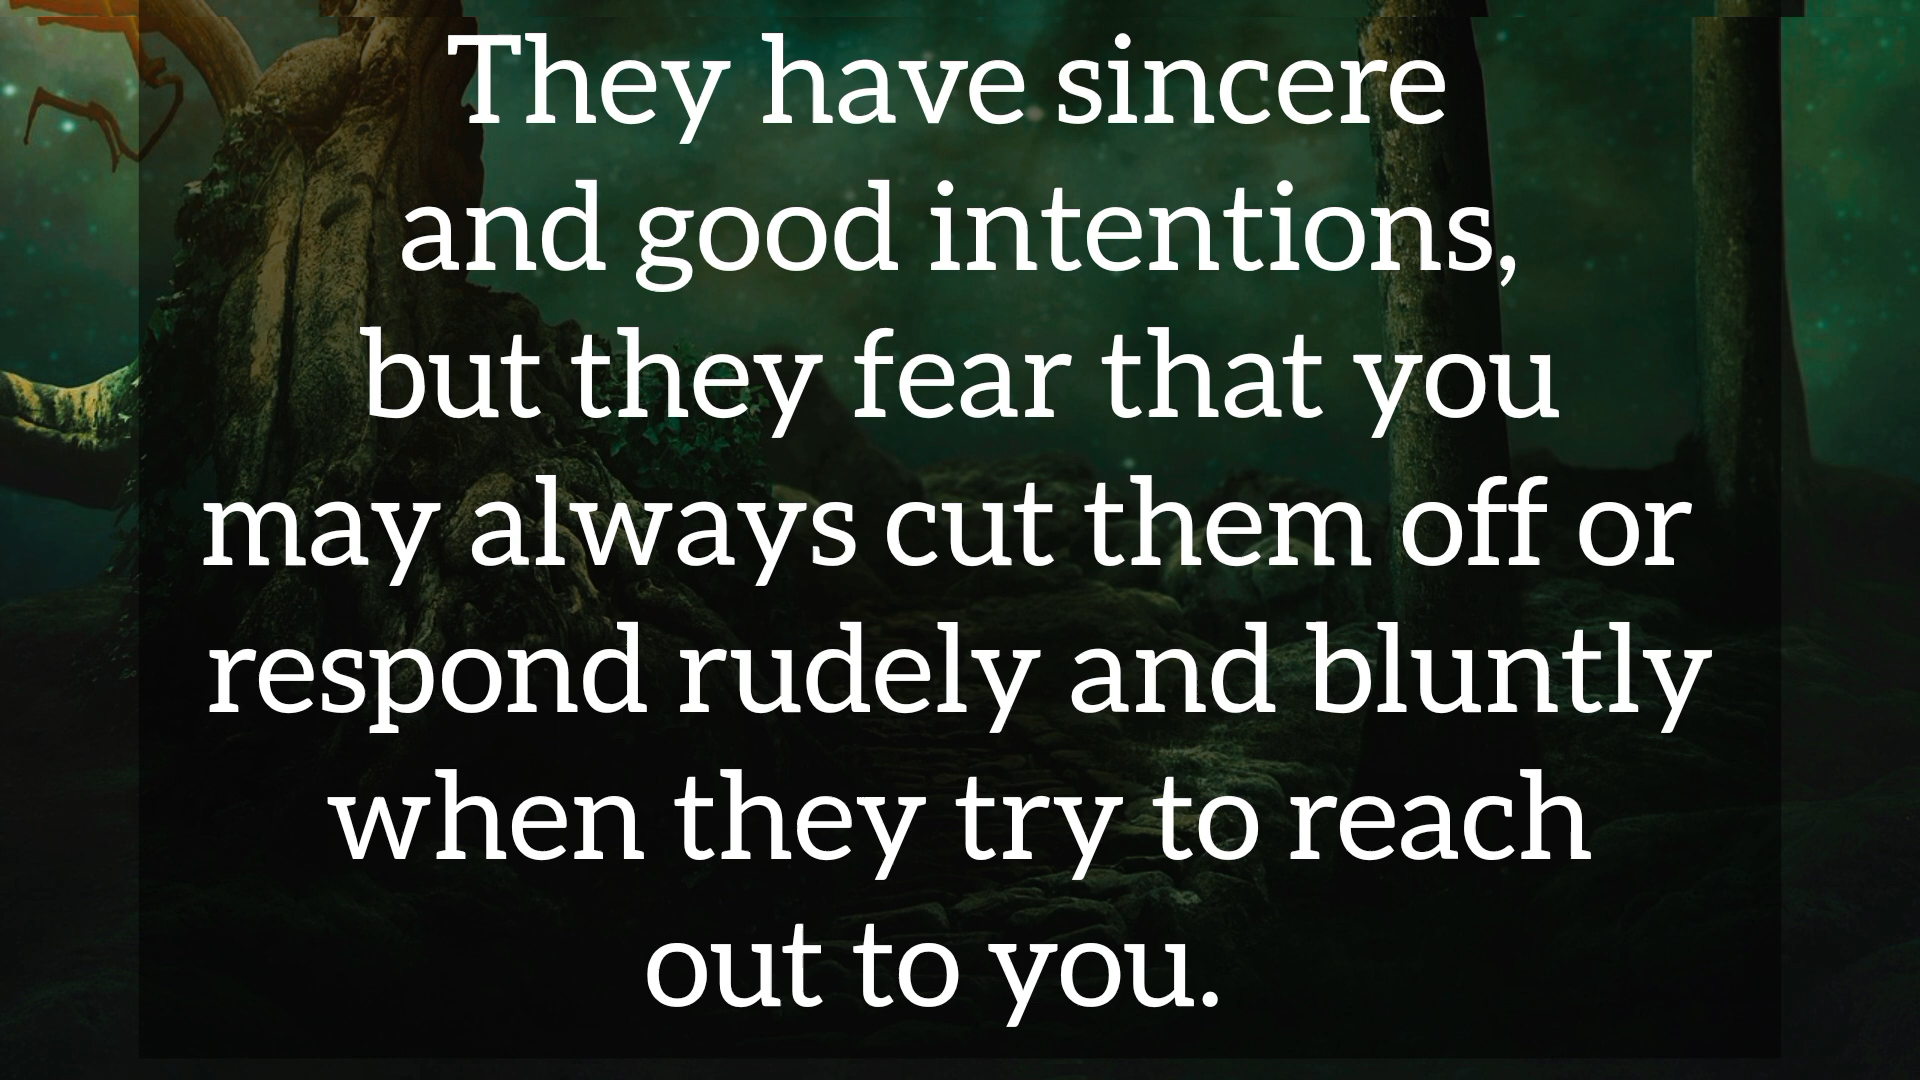 They have sincere
and good intentions,
but they fear that you
may always cut them off or
respond rudely and bluntly
when they try to reach
out to you.